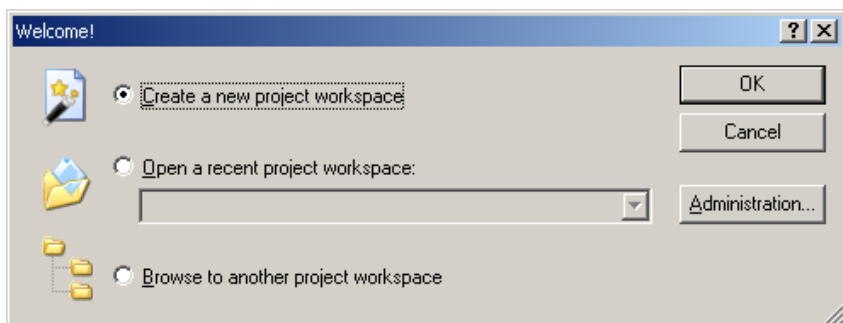 Welcome!
Create a new project workspace
OK
Cancel
Open a recent project workspace:
Administration...
Browse to another project workspace